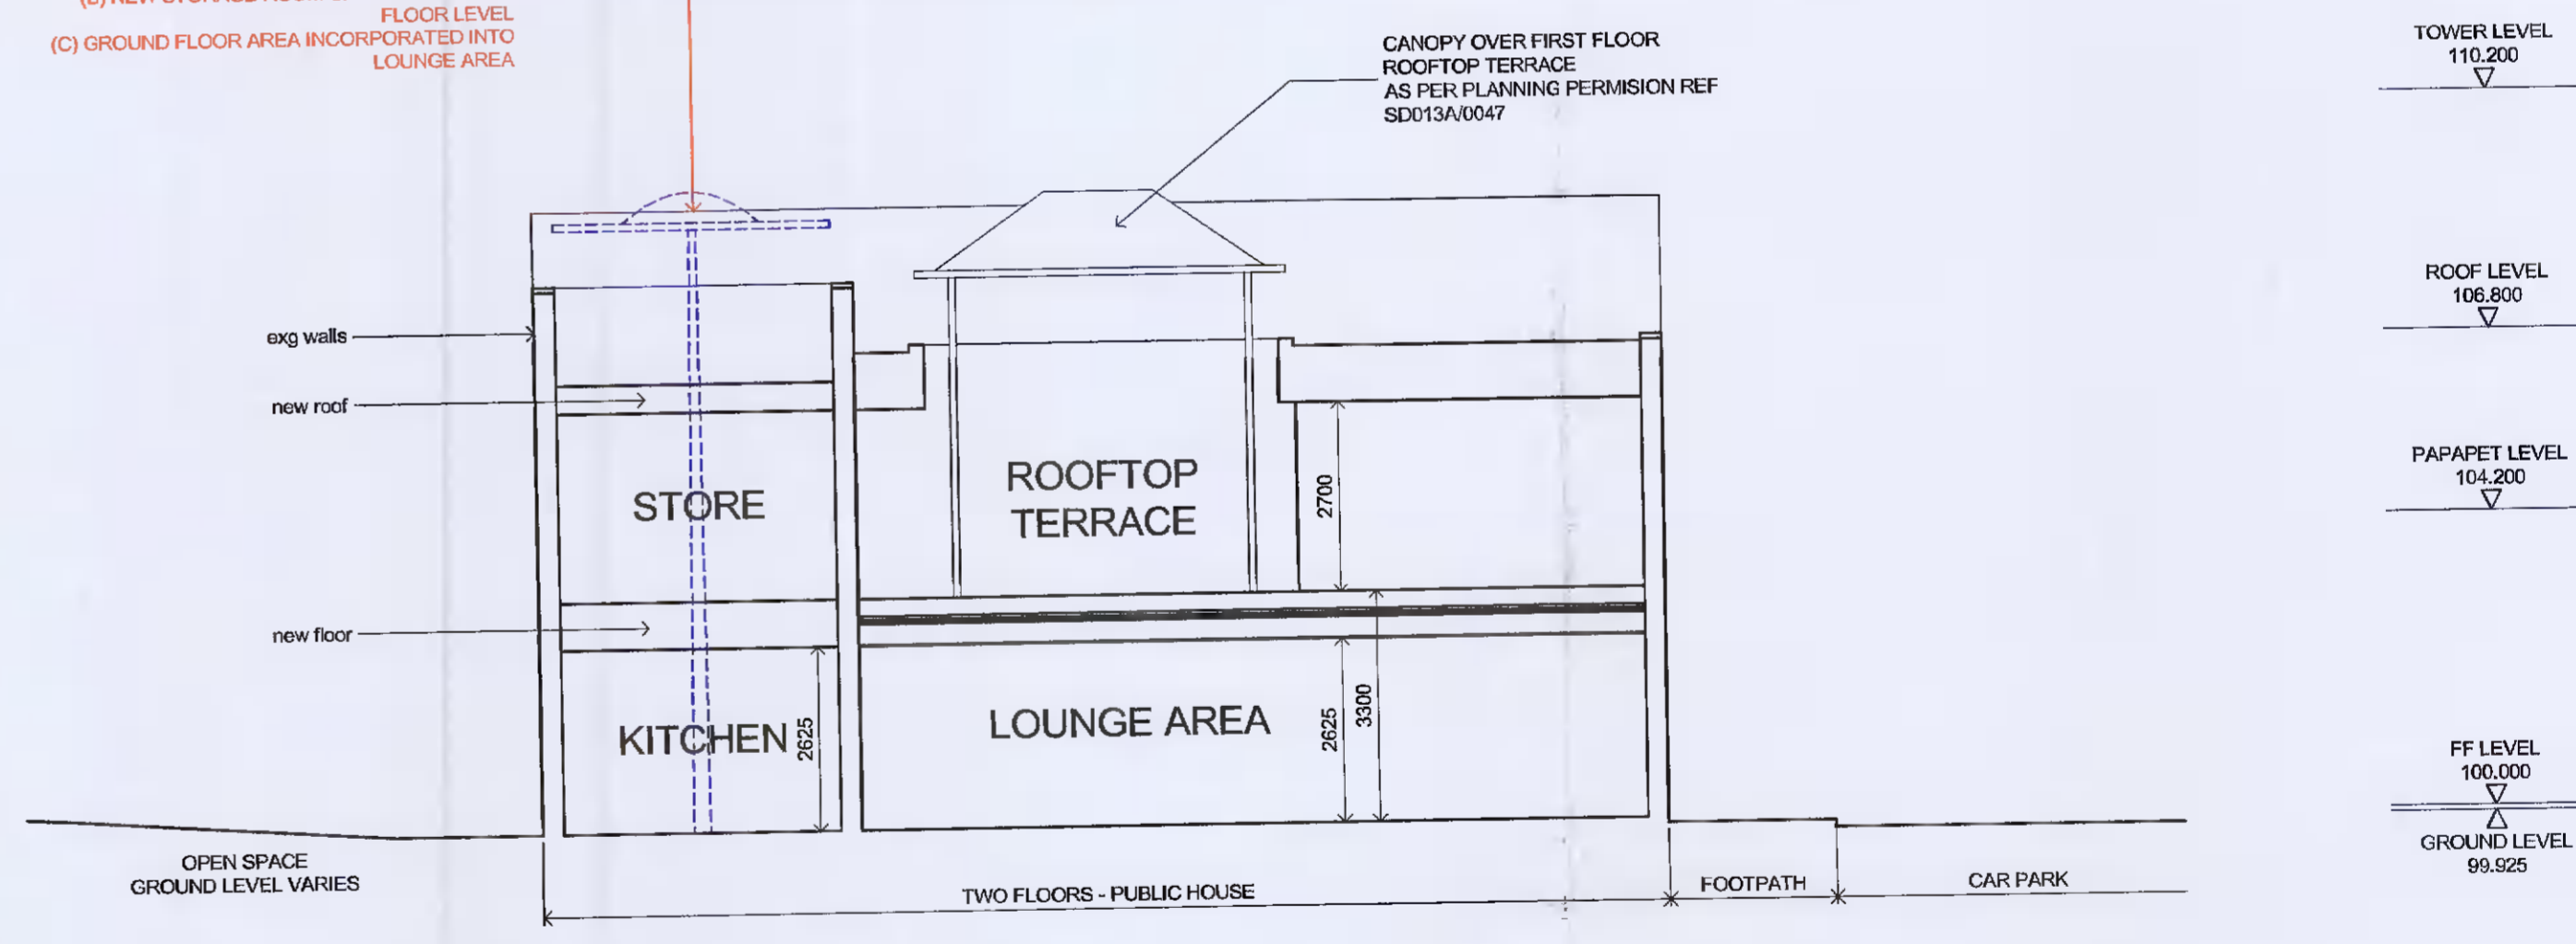 FLOOR LEVEL
(C) GROUND FLOOR AREA INCORPORATED INTO
LOUNGE AREA
CANOPY OVER FIRST FLOOR
ROOFTOP TERRACE
AS PER PLANNING PERMISION REF
SD013A/0047
TOWER LEVEL
110.200
ROOF LEVEL
106.800
PAPAPET LEVEL
104.200
FF LEVEL
100.000
GROUND LEVEL
99.925
exg walls
new roof
new floor
STORE
ROOFTOP
TERRACE
2700
KITCHEN
2625
LOUNGE AREA
2625
3300
OPEN SPACE
GROUND LEVEL VARIES
TWO FLOORS - PUBLIC HOUSE
FOOTPATH
CAR PARK